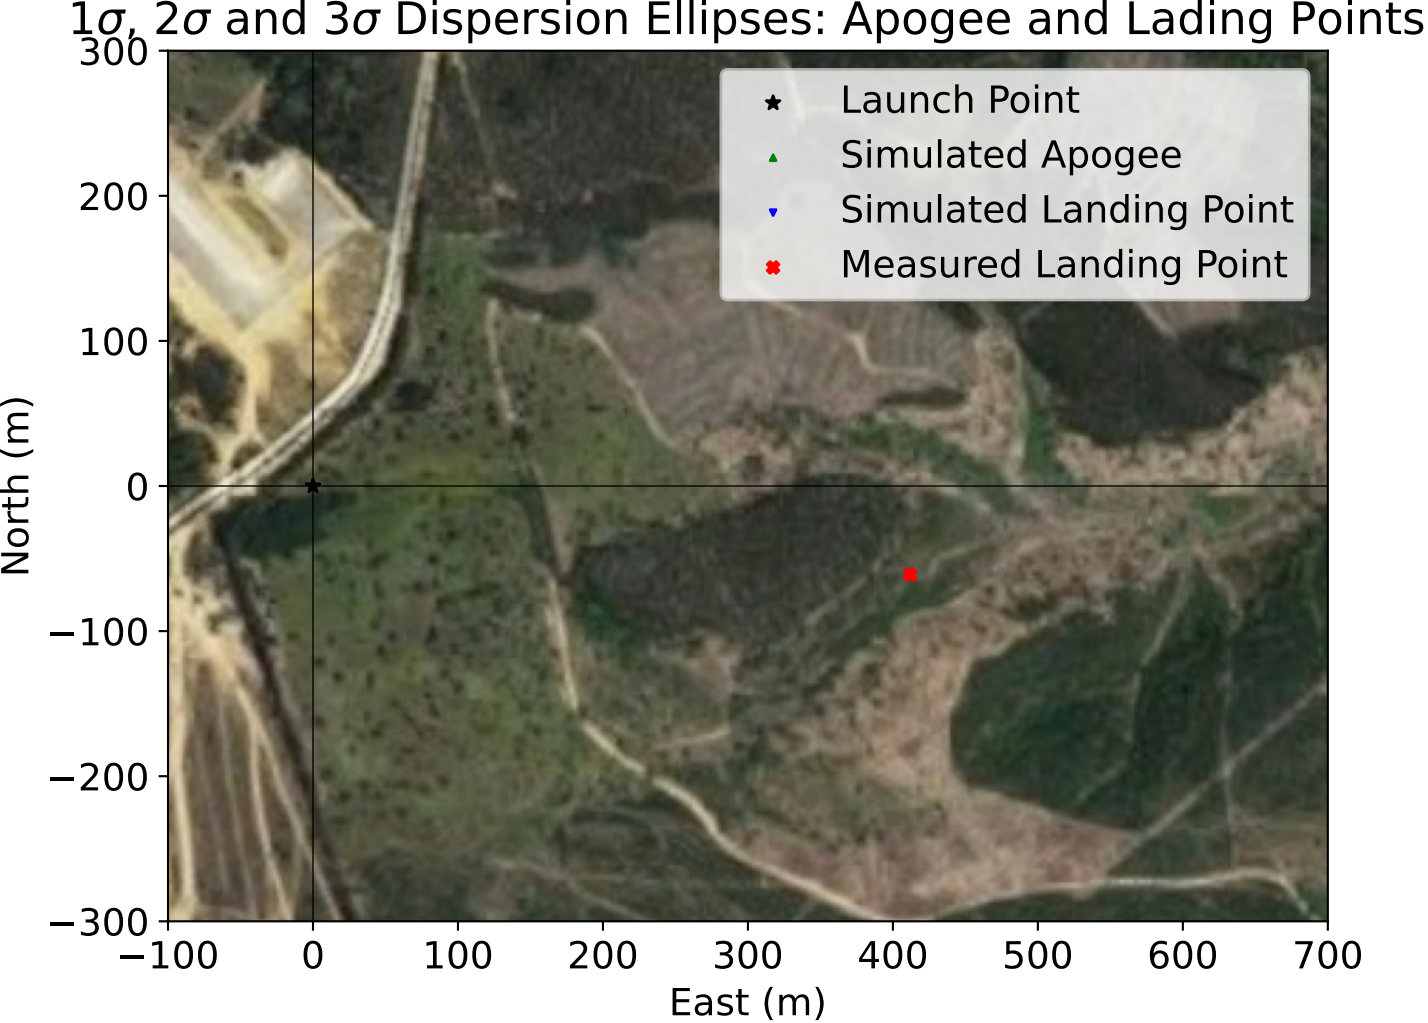 1σ, 2σ and 3σ Dispersion Ellipses: Apogee and Lading Points
300
200
100
0
−100
−200
−300
North (m)
Launch Point
Simulated Apogee
Simulated Landing Point
Measured Landing Point
−100 0 100 200 300 400 500 600 700
East (m)